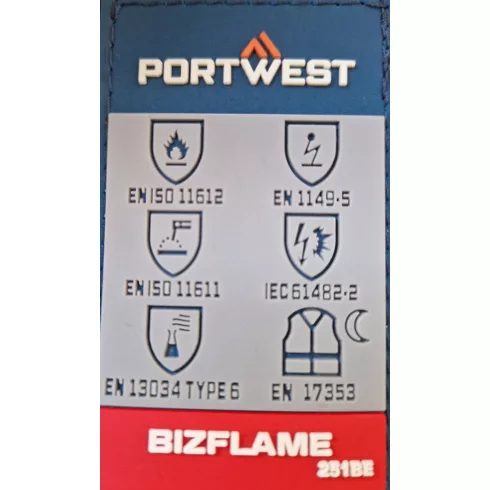 PORTWEST
EN ISO 11612 EN 1149-5
EN ISO 11611 IEC 61482-2
EN 13034 TYPE 6 EN 17353
BIZFLAME
251BE